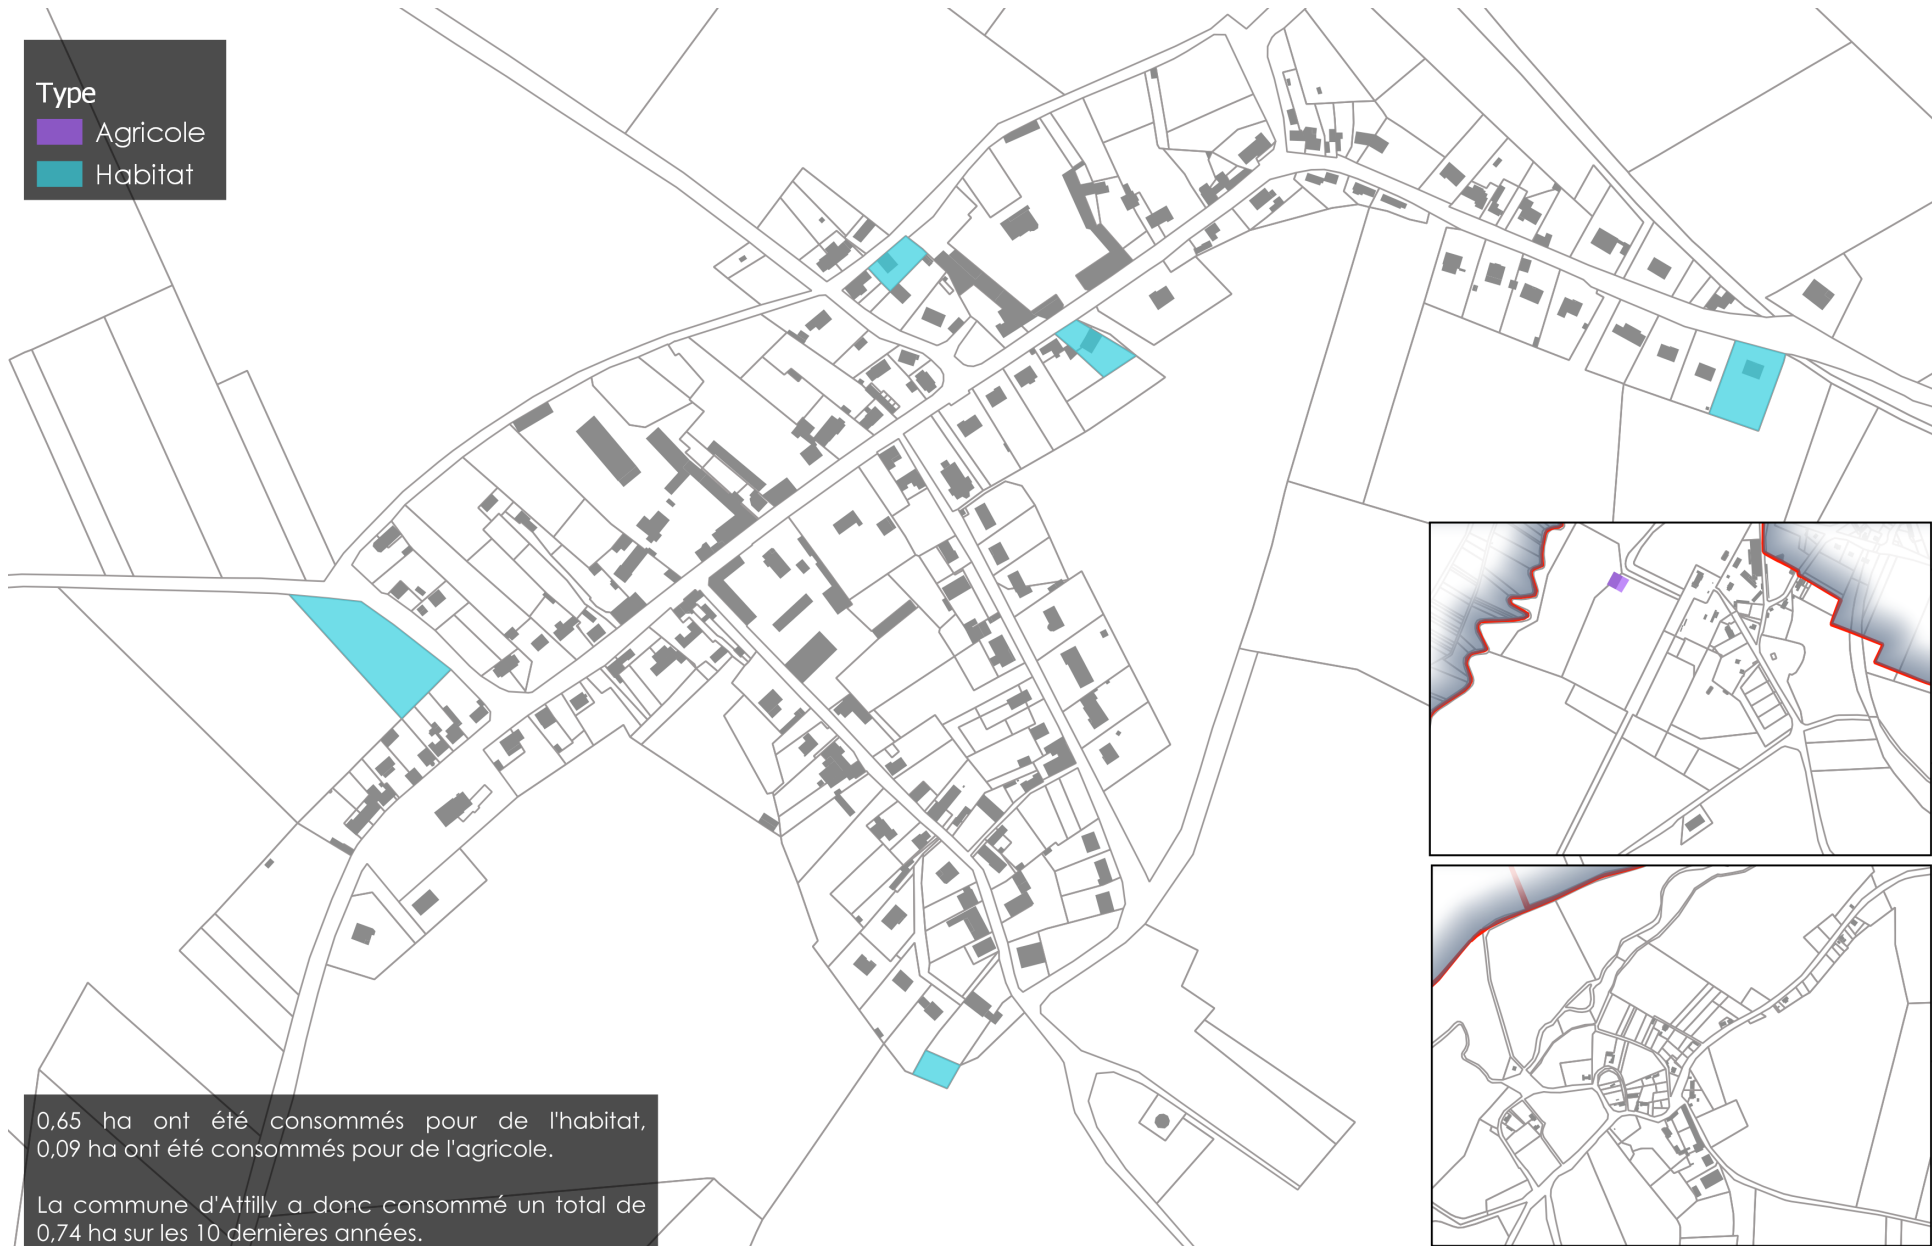 Type
Agricole
Habitat
0,65 ha ont été consommés pour de l'habitat,
0,09 ha ont été consommés pour de l'agricole.
La commune d'Attilly a donc consommé un total de
0,74 ha sur les 10 dernières années.